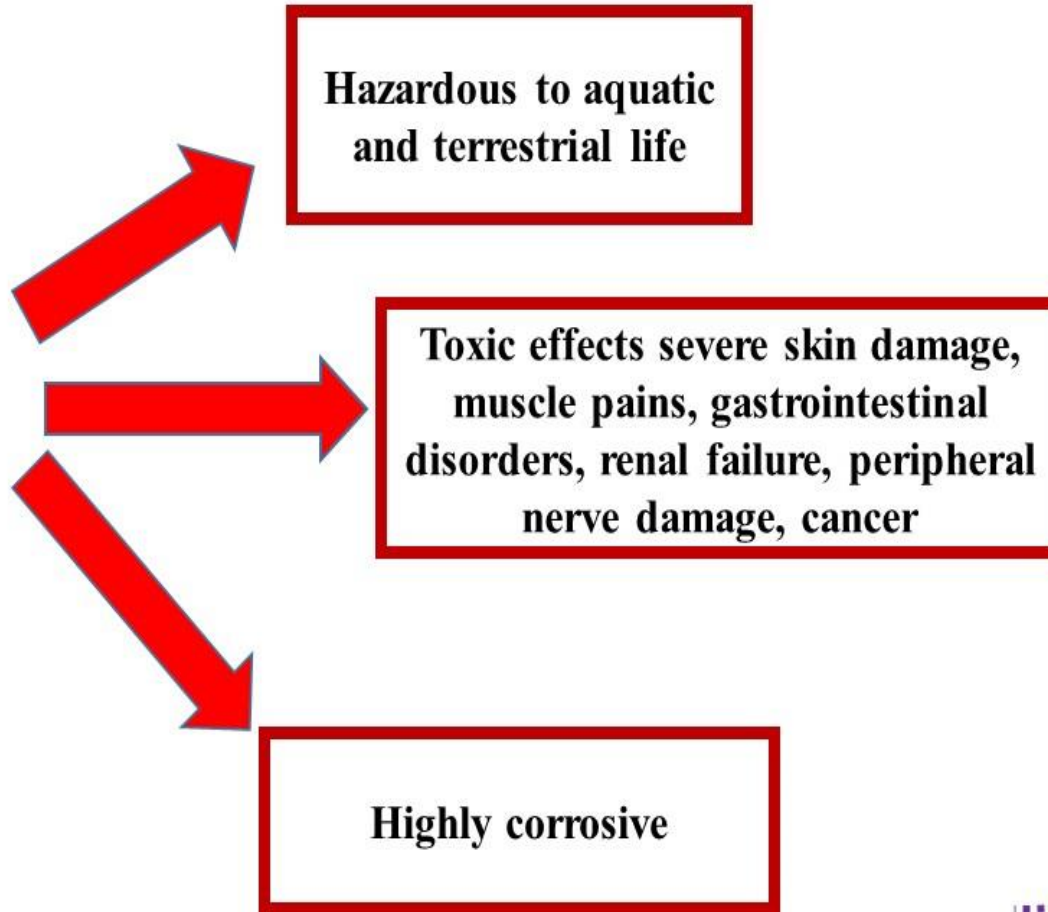 Hazardous to aquatic
and terrestrial life
Toxic effects severe skin damage,
muscle pains, gastrointestinal
disorders, renal failure, peripheral
nerve damage, cancer
Highly corrosive